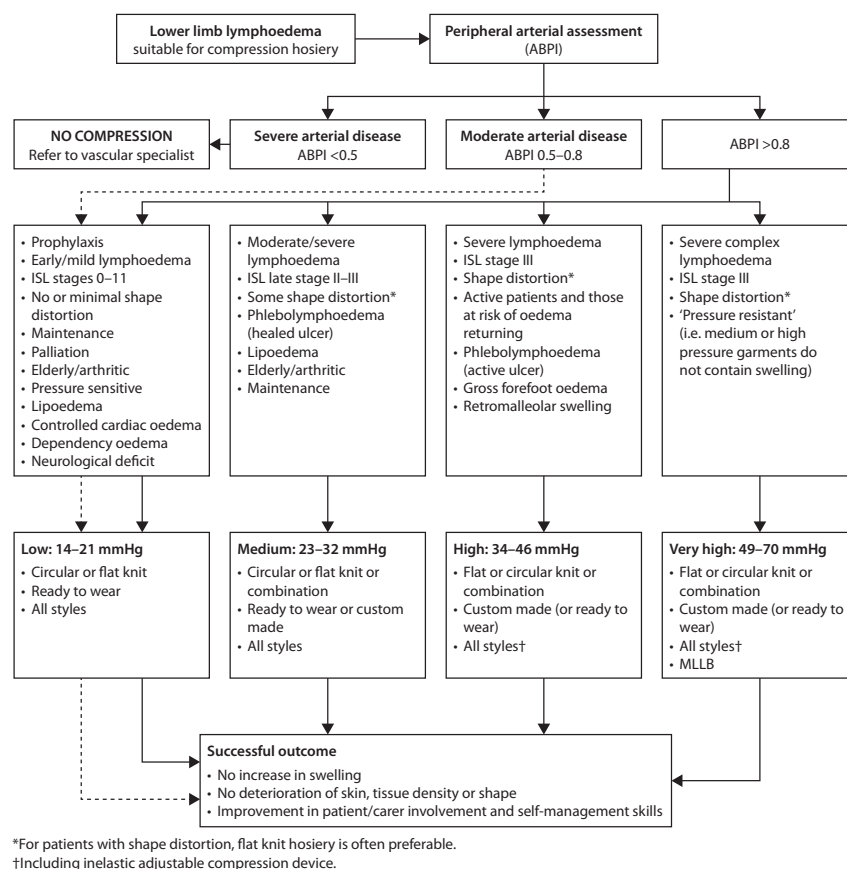 Lower limb lymphoedema
suitable for compression hosiery
Peripheral arterial assessment
(ABPI)
NO COMPRESSION
Refer to vascular specialist
Severe arterial disease
ABPI <0.5
Moderate arterial disease
ABPI 0.5–0.8
ABPI >0.8
• Prophylaxis
• Early/mild lymphoedema
• ISL stages 0–11
• No or minimal shape
distortion
• Maintenance
• Palliation
• Elderly/arthritic
• Pressure sensitive
• Lipoedema
• Controlled cardiac oedema
• Dependency oedema
• Neurological deficit
• Moderate/severe
lymphoedema
• ISL late stage II–III
• Some shape distortion*
• Phlebolymphoedema
(healed ulcer)
• Lipoedema
• Elderly/arthritic
• Maintenance
• Severe lymphoedema
• ISL stage III
• Shape distortion*
• Active patients and those
at risk of oedema
returning
• Phlebolymphoedema
(active ulcer)
• Gross forefoot oedema
• Retromalleolar swelling
• Severe complex
lymphoedema
• ISL stage III
• Shape distortion*
• ‘Pressure resistant’
(i.e. medium or high
pressure garments do
not contain swelling)
Low: 14–21 mmHg
• Circular or flat knit
• Ready to wear
• All styles
Medium: 23–32 mmHg
• Circular or flat knit or
combination
• Ready to wear or custom
made
• All styles
High: 34–46 mmHg
• Flat or circular knit or
combination
• Custom made (or ready to
wear)
• All styles†
Very high: 49–70 mmHg
• Flat or circular knit or
combination
• Custom made (or ready to
wear)
• All styles†
• MLLB
Successful outcome
• No increase in swelling
• No deterioration of skin, tissue density or shape
• Improvement in patient/carer involvement and self-management skills
*For patients with shape distortion, flat knit hosiery is often preferable.
†Including inelastic adjustable compression device.